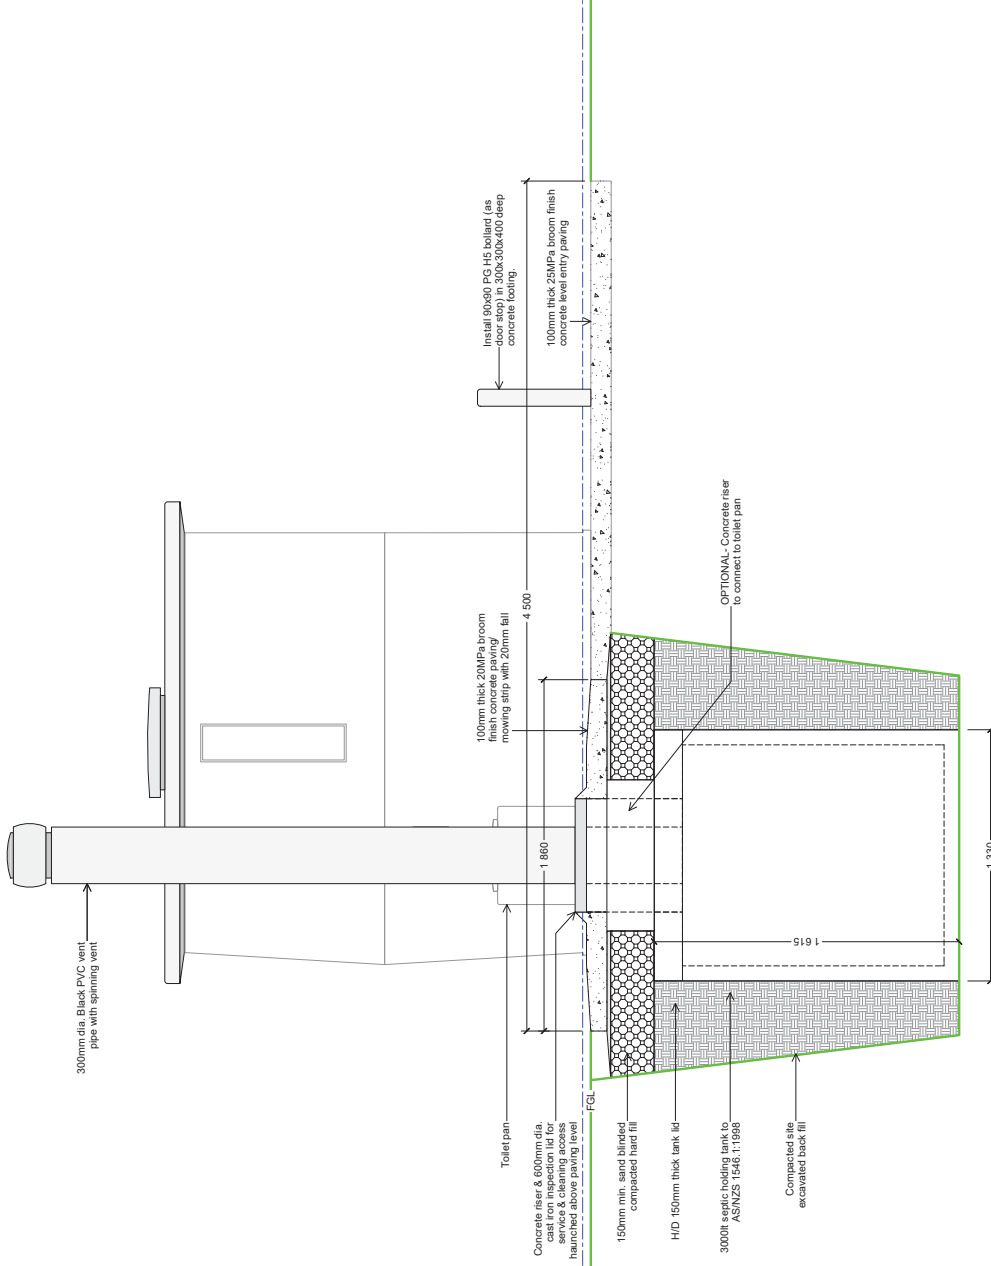 300mm dia. Black PVC vent
pipe with spinning vent
Toilet pan
Concrete riser & 600mm dia.
cast iron inspection lid for
service & cleaning access
haunched above paving level
FGL
150mm min. sand blinded
compacted hard fill
H/D 150mm thick tank lid
3000lt septic holding tank to
AS/NZS 1546.1:1998
Compacted site
excavated back fill
1 860
4 500
100mm thick 20MPa broom
finish concrete paving/
mowing strip with 20mm fall
Install 90x90 PG H5 bollard (as
door stop) in 300x300x400 deep
concrete footing.
100mm thick 25MPa broom finish
concrete level entry paving
OPTIONAL- Concrete riser
to connect to toilet pan
1 615
1 330